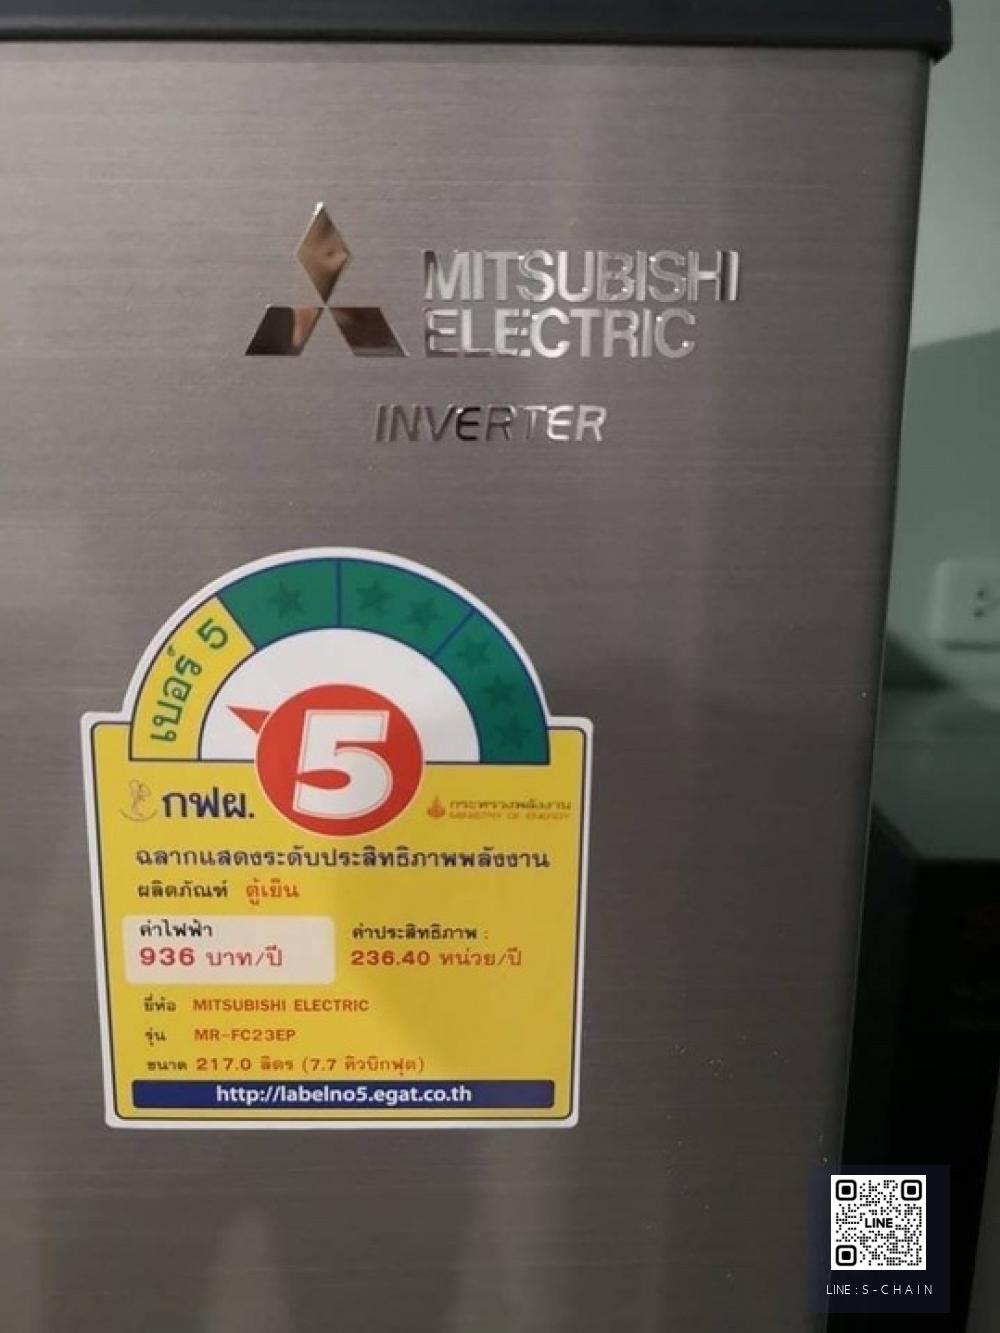 MITSUBISHI
ELECTRIC
INVERTER
เบอร์ 5
5
กฟผ.
กระทรวงพลังงาน
MINISTRY OF ENERGY
ฉลากแสดงระดับประสิทธิภาพพลังงาน
ผลิตภัณฑ์ ตู้เย็น
ค่าไฟฟ้า
936 บาท/ปี
ค่าประสิทธิภาพ :
236.40 หน่วย/ปี
ยี่ห้อ MITSUBISHI ELECTRIC
รุ่น MR-FC23EP
ขนาด 217.0 ลิตร (7.7 คิวบิกฟุต)
http://labelno5.egat.co.th
LINE
LINE : S - C H A I N